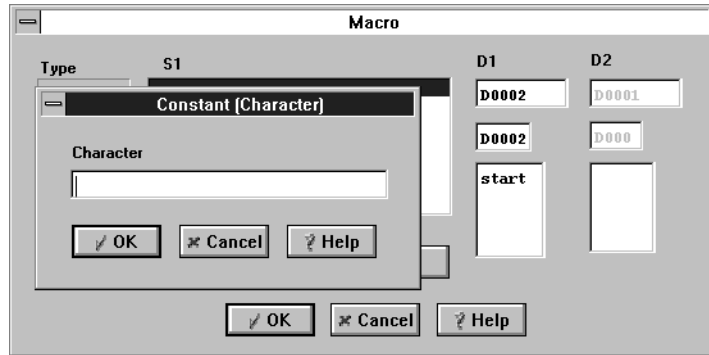 Macro
Type S1 D1 D2
D0002 D0001
Constant (Character)
D0002 D000
Character
start
OK Cancel Help
OK Cancel Help